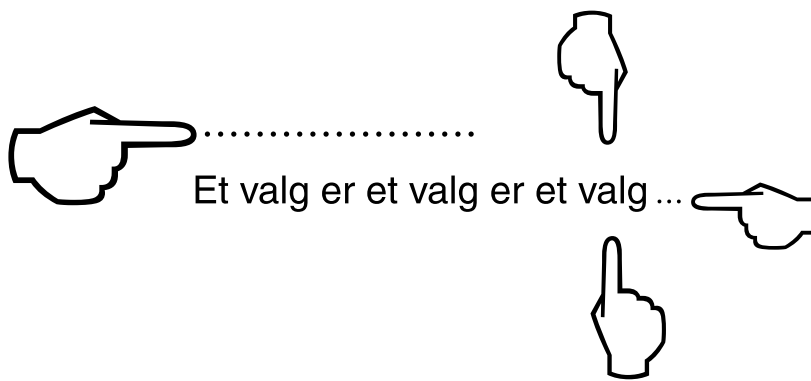 ....................
Et valg er et valg er et valg ...